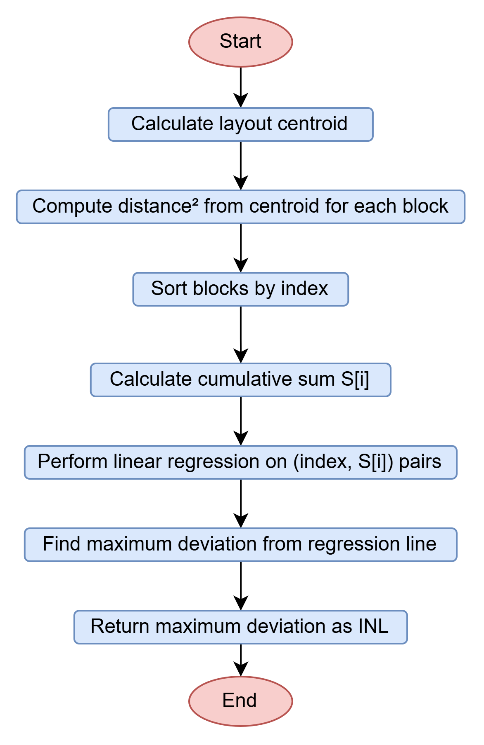 Start
Calculate layout centroid
Compute distance² from centroid for each block
Sort blocks by index
Calculate cumulative sum S[i]
Perform linear regression on (index, S[i]) pairs
Find maximum deviation from regression line
Return maximum deviation as INL
End